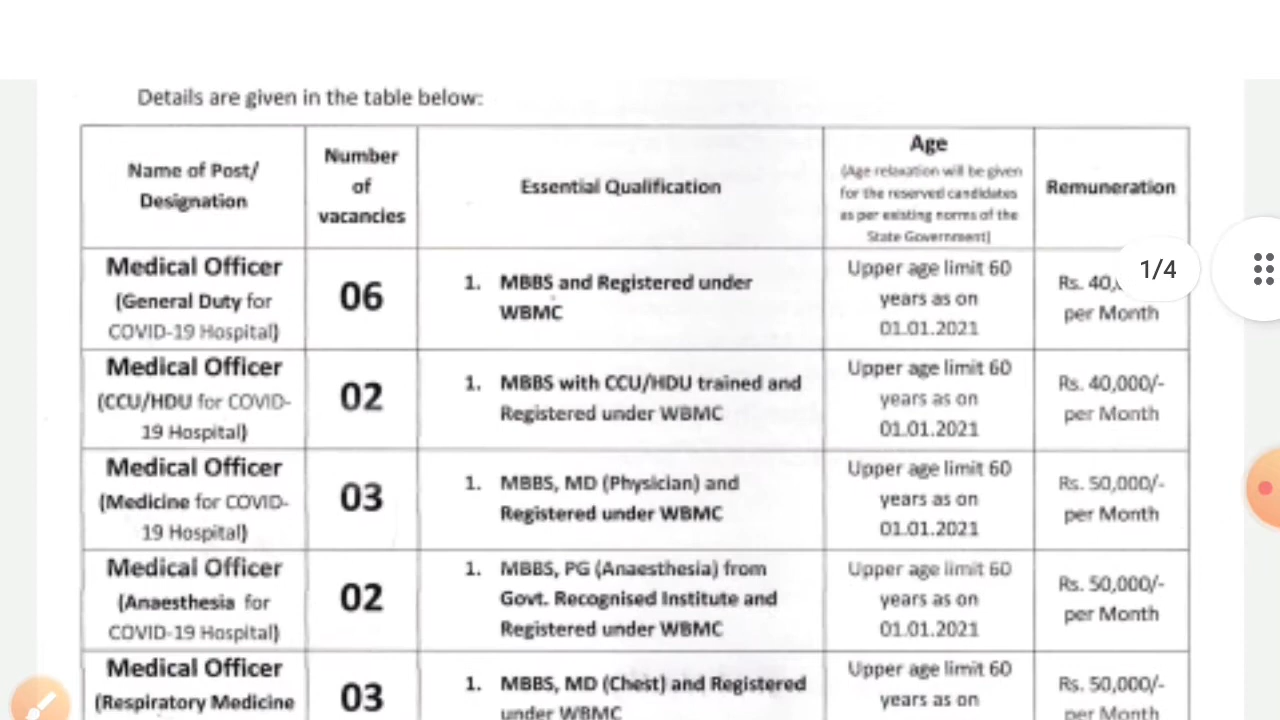 Details are given in the table below:
Name of Post/
Designation
Number
of
vacancies
Essential Qualification
Age
(Age relaxation will be given
for the reserved candidates
as per existing norms of the
State Government)
Remuneration
Medical Officer
(General Duty for
COVID-19 Hospital)
06
1. MBBS and Registered under
WBMC
Upper age limit 60
years as on
01.01.2021
Rs. 40,
per Month
1/4
Medical Officer
(CCU/HDU for COVID-
19 Hospital)
02
1. MBBS with CCU/HDU trained and
Registered under WBMC
Upper age limit 60
years as on
01.01.2021
Rs. 40,000/-
per Month
Medical Officer
(Medicine for COVID-
19 Hospital)
03
1. MBBS, MD (Physician) and
Registered under WBMC
Upper age limit 60
years as on
01.01.2021
Rs. 50,000/-
per Month
Medical Officer
(Anaesthesia for
COVID-19 Hospital)
02
1. MBBS, PG (Anaesthesia) from
Govt. Recognised Institute and
Registered under WBMC
Upper age limit 60
years as on
01.01.2021
Rs. 50,000/-
per Month
Medical Officer
(Respiratory Medicine
03
1. MBBS, MD (Chest) and Registered
under WBMC
Upper age limit 60
years as on
Rs. 50,000/-
per Month